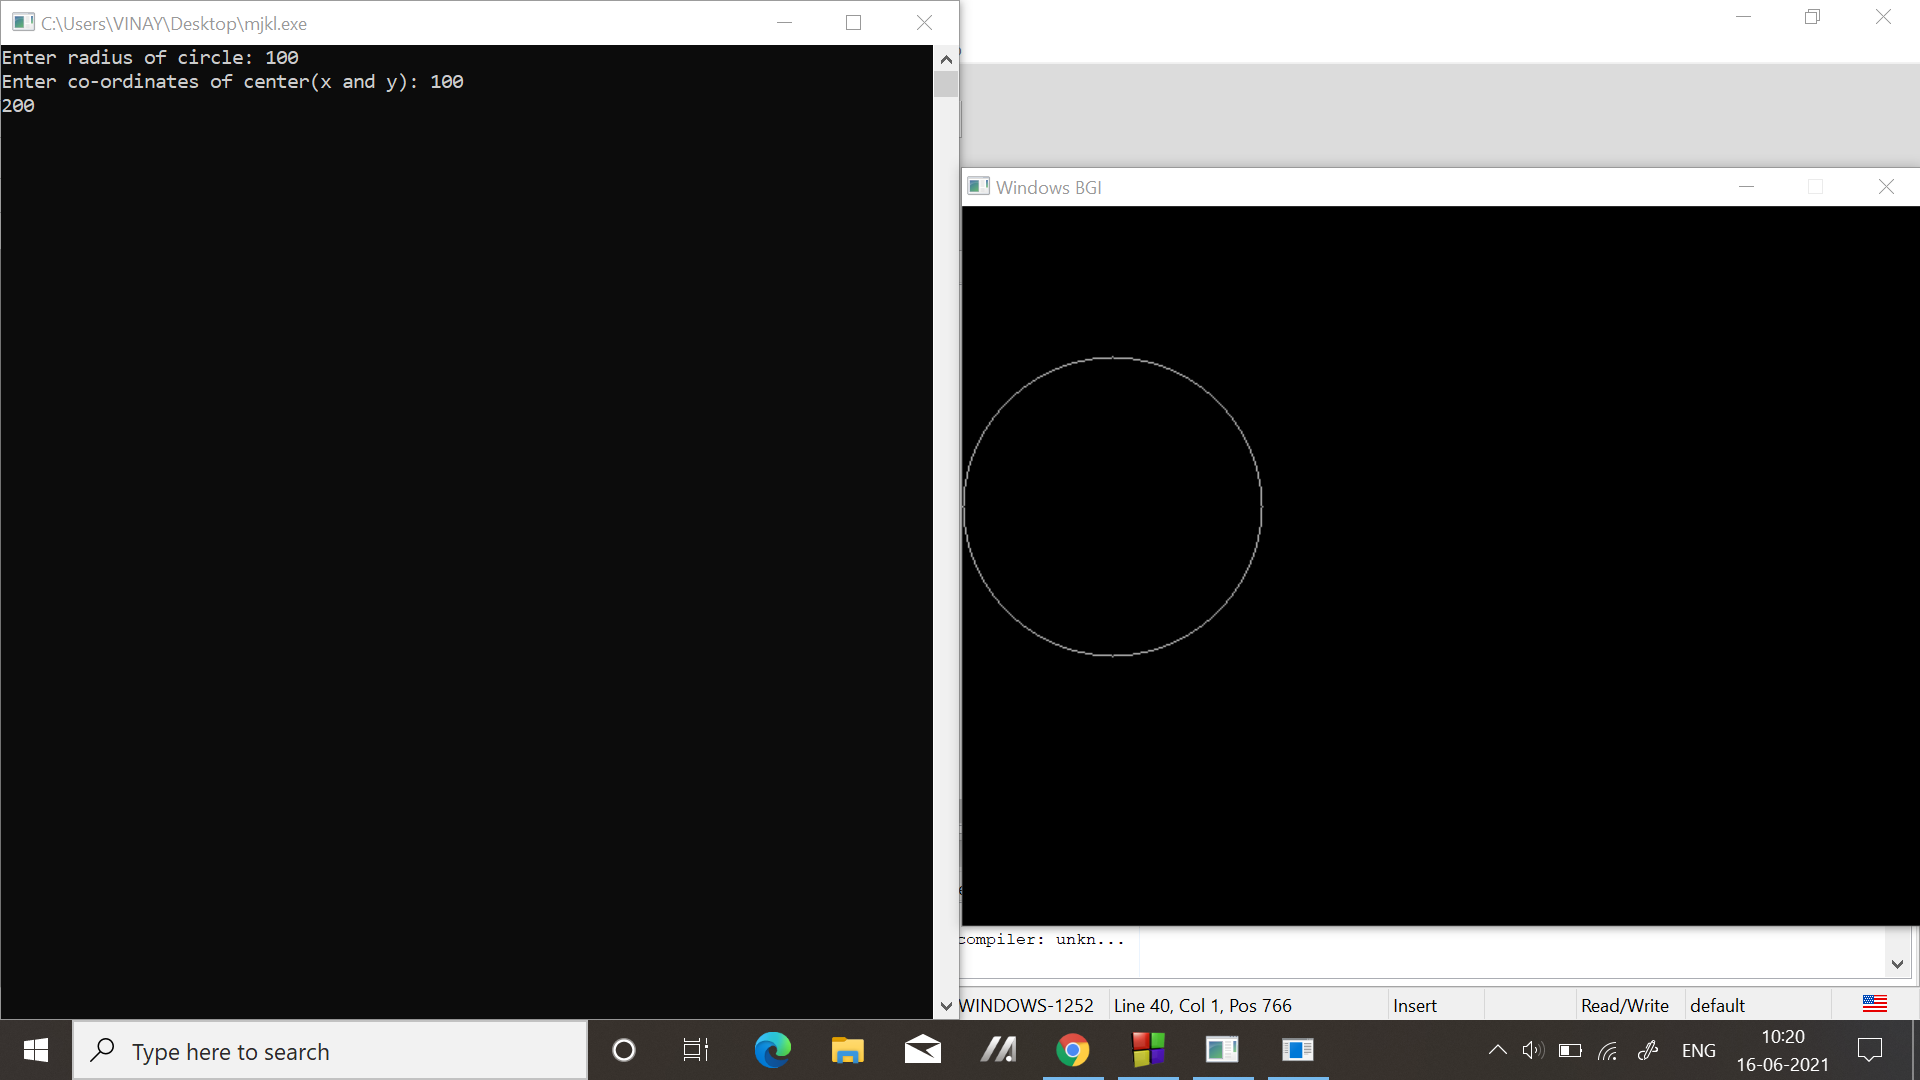 C:\Users\VINAY\Desktop\mjkl.exe
Enter radius of circle: 100
Enter co-ordinates of center(x and y): 100
200
Windows BGI
compiler: unkn...
WINDOWS-1252
Line 40, Col 1, Pos 766
Insert
Read/Write
default
Type here to search
ENG
10:20
16-06-2021